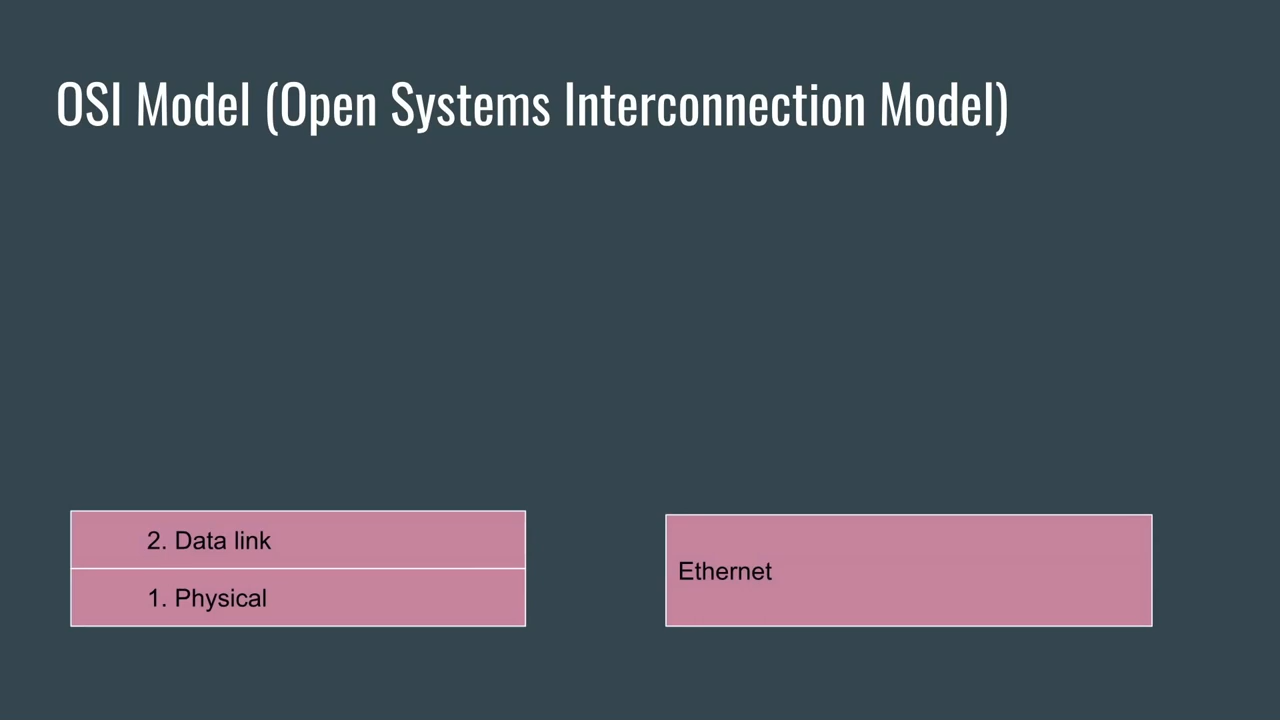 OSI Model (Open Systems Interconnection Model)
2. Data link
1. Physical
Ethernet